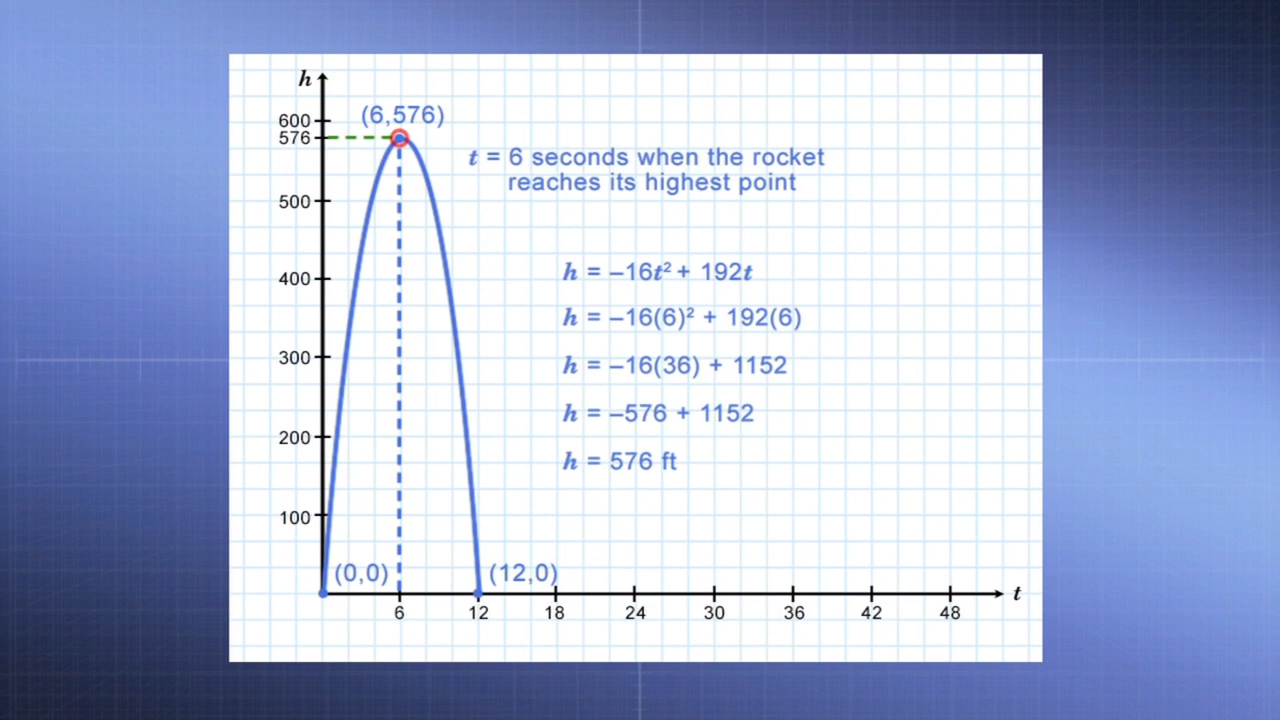 h
600
(6,576)
576
t = 6 seconds when the rocket
reaches its highest point
500
400
h = –16t² + 192t
h = –16(6)² + 192(6)
300
h = –16(36) + 1152
h = –576 + 1152
200
h = 576 ft
100
(0,0)
(12,0)
t
6 12 18 24 30 36 42 48